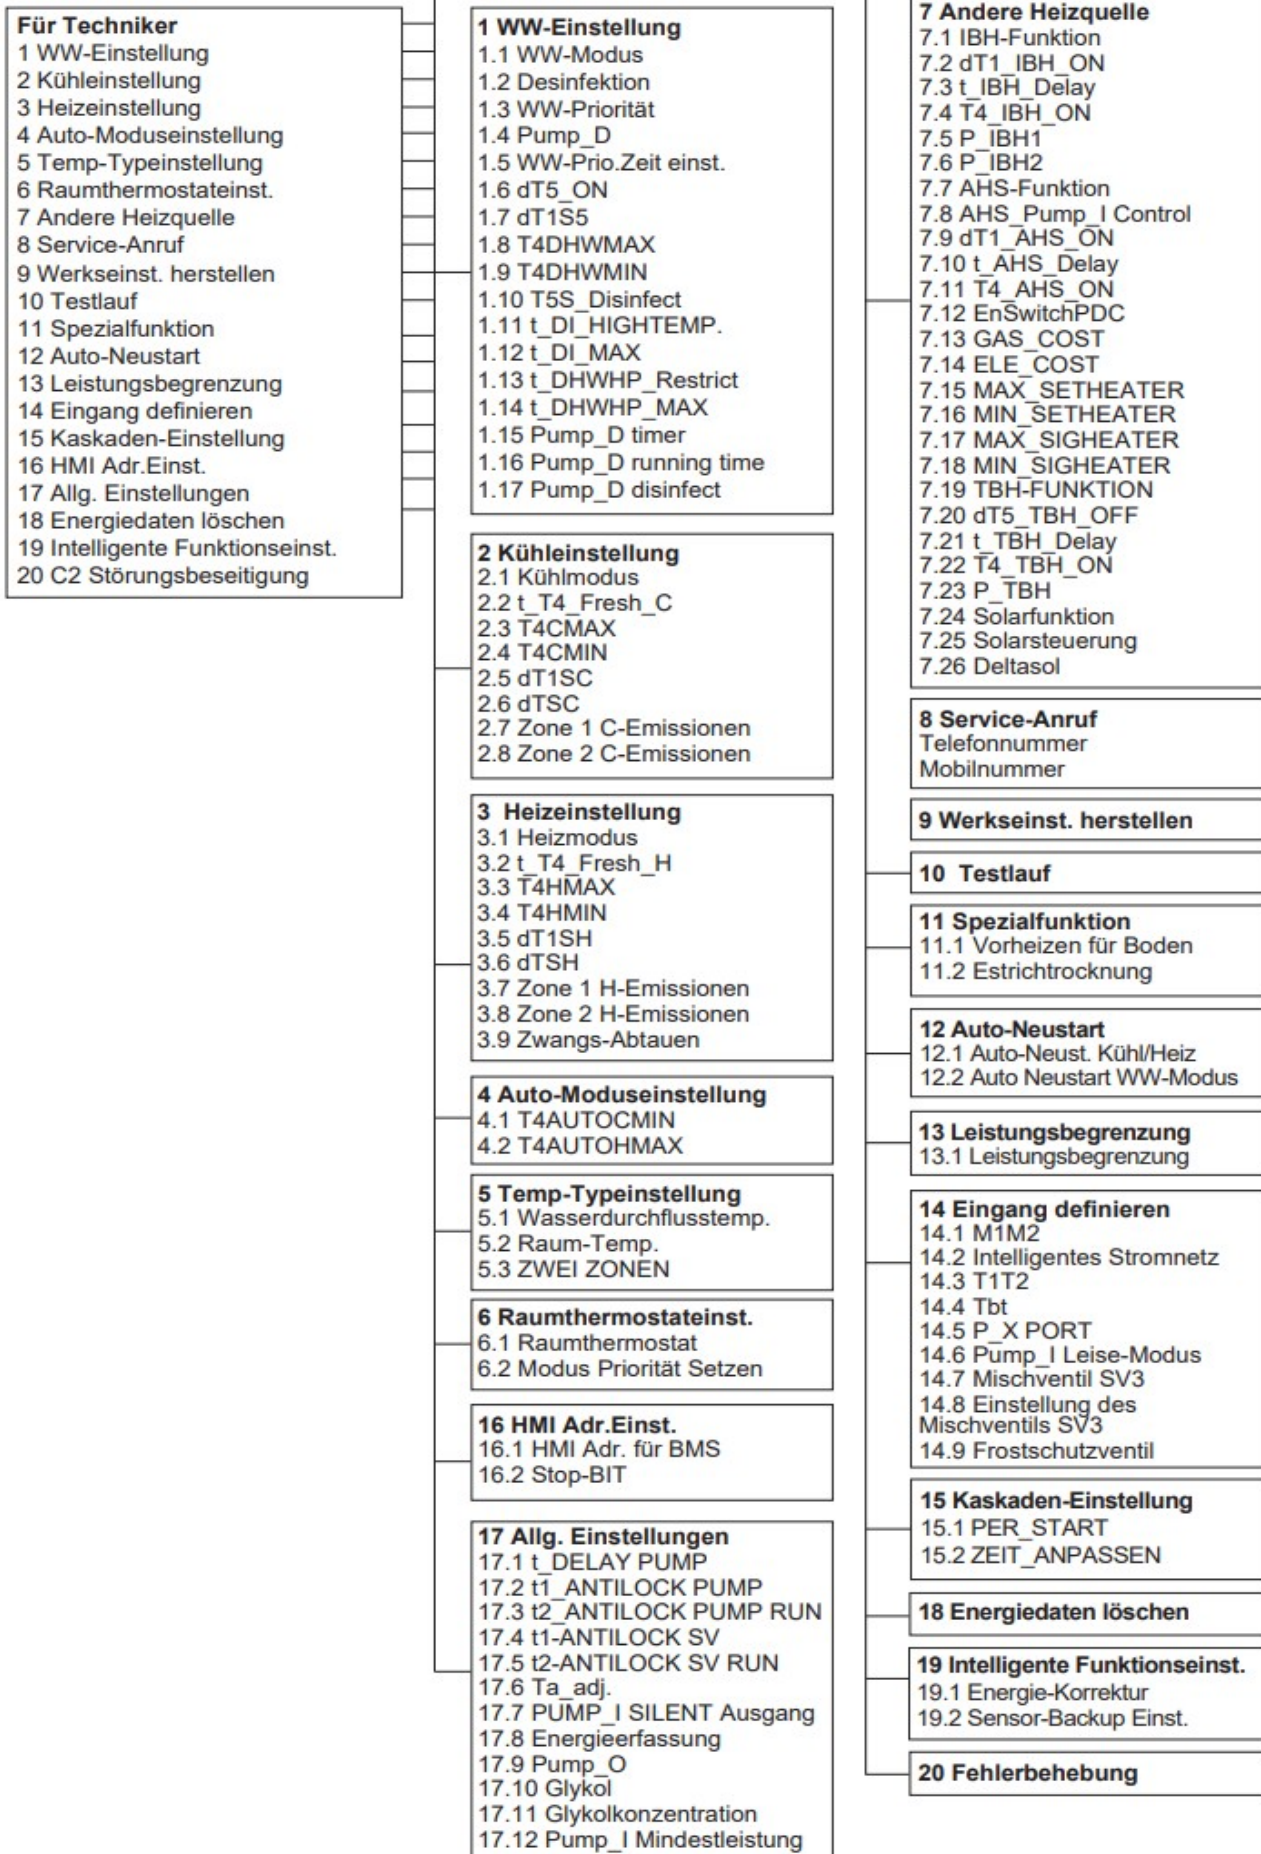 Für Techniker
1 WW-Einstellung
2 Kühleinstellung
3 Heizeinstellung
4 Auto-Moduseinstellung
5 Temp-Typeinstellung
6 Raumthermostateinst.
7 Andere Heizquelle
8 Service-Anruf
9 Werkseinst. herstellen
10 Testlauf
11 Spezialfunktion
12 Auto-Neustart
13 Leistungsbegrenzung
14 Eingang definieren
15 Kaskaden-Einstellung
16 HMI Adr.Einst.
17 Allg. Einstellungen
18 Energiedaten löschen
19 Intelligente Funktionseinst.
20 C2 Störungsbeseitigung
1 WW-Einstellung
1.1 WW-Modus
1.2 Desinfektion
1.3 WW-Priorität
1.4 Pump_D
1.5 WW-Prio.Zeit einst.
1.6 dT5_ON
1.7 dT1S5
1.8 T4DHWMAX
1.9 T4DHWMIN
1.10 T5S_Disinfect
1.11 t_DI_HIGHTEMP.
1.12 t_DI_MAX
1.13 t_DHWHP_Restrict
1.14 t_DHWHP_MAX
1.15 Pump_D timer
1.16 Pump_D running time
1.17 Pump_D disinfect
2 Kühleinstellung
2.1 Kühlmodus
2.2 t_T4_Fresh_C
2.3 T4CMAX
2.4 T4CMIN
2.5 dT1SC
2.6 dTSC
2.7 Zone 1 C-Emissionen
2.8 Zone 2 C-Emissionen
3 Heizeinstellung
3.1 Heizmodus
3.2 t_T4_Fresh_H
3.3 T4HMAX
3.4 T4HMIN
3.5 dT1SH
3.6 dTSH
3.7 Zone 1 H-Emissionen
3.8 Zone 2 H-Emissionen
3.9 Zwangs-Abtauen
4 Auto-Moduseinstellung
4.1 T4AUTOCMIN
4.2 T4AUTOHMAX
5 Temp-Typeinstellung
5.1 Wasserdurchflusstemp.
5.2 Raum-Temp.
5.3 ZWEI ZONEN
6 Raumthermostateinst.
6.1 Raumthermostat
6.2 Modus Priorität Setzen
16 HMI Adr.Einst.
16.1 HMI Adr. für BMS
16.2 Stop-BIT
17 Allg. Einstellungen
17.1 t_DELAY PUMP
17.2 t1_ANTILOCK PUMP
17.3 t2_ANTILOCK PUMP RUN
17.4 t1-ANTILOCK SV
17.5 t2-ANTILOCK SV RUN
17.6 Ta_adj.
17.7 PUMP_I SILENT Ausgang
17.8 Energieerfassung
17.9 Pump_O
17.10 Glykol
17.11 Glykolkonzentration
17.12 Pump_I Mindestleistung
7 Andere Heizquelle
7.1 IBH-Funktion
7.2 dT1_IBH_ON
7.3 t_IBH_Delay
7.4 T4_IBH_ON
7.5 P_IBH1
7.6 P_IBH2
7.7 AHS-Funktion
7.8 AHS_Pump_I Control
7.9 dT1_AHS_ON
7.10 t_AHS_Delay
7.11 T4_AHS_ON
7.12 EnSwitchPDC
7.13 GAS_COST
7.14 ELE_COST
7.15 MAX_SETHEATER
7.16 MIN_SETHEATER
7.17 MAX_SIGHEATER
7.18 MIN_SIGHEATER
7.19 TBH-FUNKTION
7.20 dT5_TBH_OFF
7.21 t_TBH_Delay
7.22 T4_TBH_ON
7.23 P_TBH
7.24 Solarfunktion
7.25 Solarsteuerung
7.26 Deltasol
8 Service-Anruf
Telefonnummer
Mobilnummer
9 Werkseinst. herstellen
10 Testlauf
11 Spezialfunktion
11.1 Vorheizen für Boden
11.2 Estrichtrocknung
12 Auto-Neustart
12.1 Auto-Neust. Kühl/Heiz
12.2 Auto Neustart WW-Modus
13 Leistungsbegrenzung
13.1 Leistungsbegrenzung
14 Eingang definieren
14.1 M1M2
14.2 Intelligentes Stromnetz
14.3 T1T2
14.4 Tbt
14.5 P_X PORT
14.6 Pump_I Leise-Modus
14.7 Mischventil SV3
14.8 Einstellung des
Mischventils SV3
14.9 Frostschutzventil
15 Kaskaden-Einstellung
15.1 PER_START
15.2 ZEIT_ANPASSEN
18 Energiedaten löschen
19 Intelligente Funktionseinst.
19.1 Energie-Korrektur
19.2 Sensor-Backup Einst.
20 Fehlerbehebung